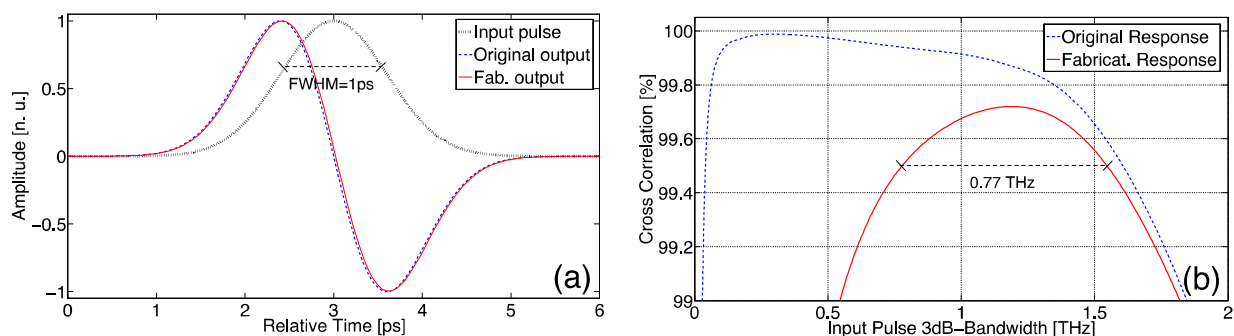 Input pulse
Original output
Fab. output
FWHM=1ps
Amplitude [n. u.]
1
0.5
0
−0.5
−1
0 1 2 3 4 5 6
Relative Time [ps]
(a)
Original Response
Fabricat. Response
Cross Correlation [%]
100
99.8
99.6
99.4
99.2
99
0.77 THz
0 0.5 1 1.5 2
Input Pulse 3dB−Bandwidth [THz]
(b)